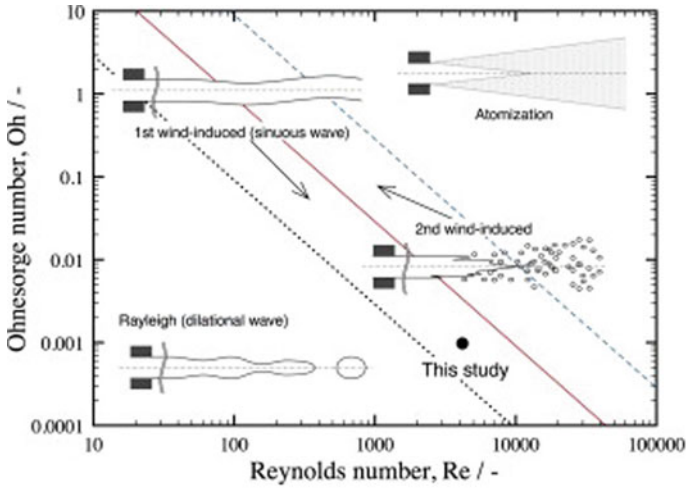 10
1
0.1
0.01
0.001
0.0001
Ohnesorge number, Oh / -
1st wind-induced (sinuous wave)
Atomization
2nd wind-induced
Rayleigh (dilational wave)
This study
10
100
1000
10000
100000
Reynolds number, Re / -